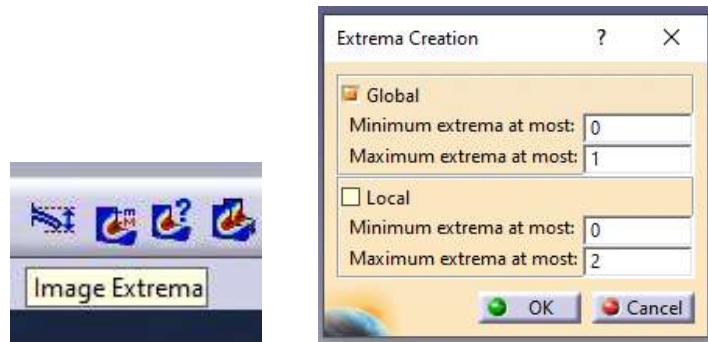 Image Extrema
Extrema Creation ? X
Global
Minimum extrema at most: 0
Maximum extrema at most: 1
Local
Minimum extrema at most: 0
Maximum extrema at most: 2
OK Cancel